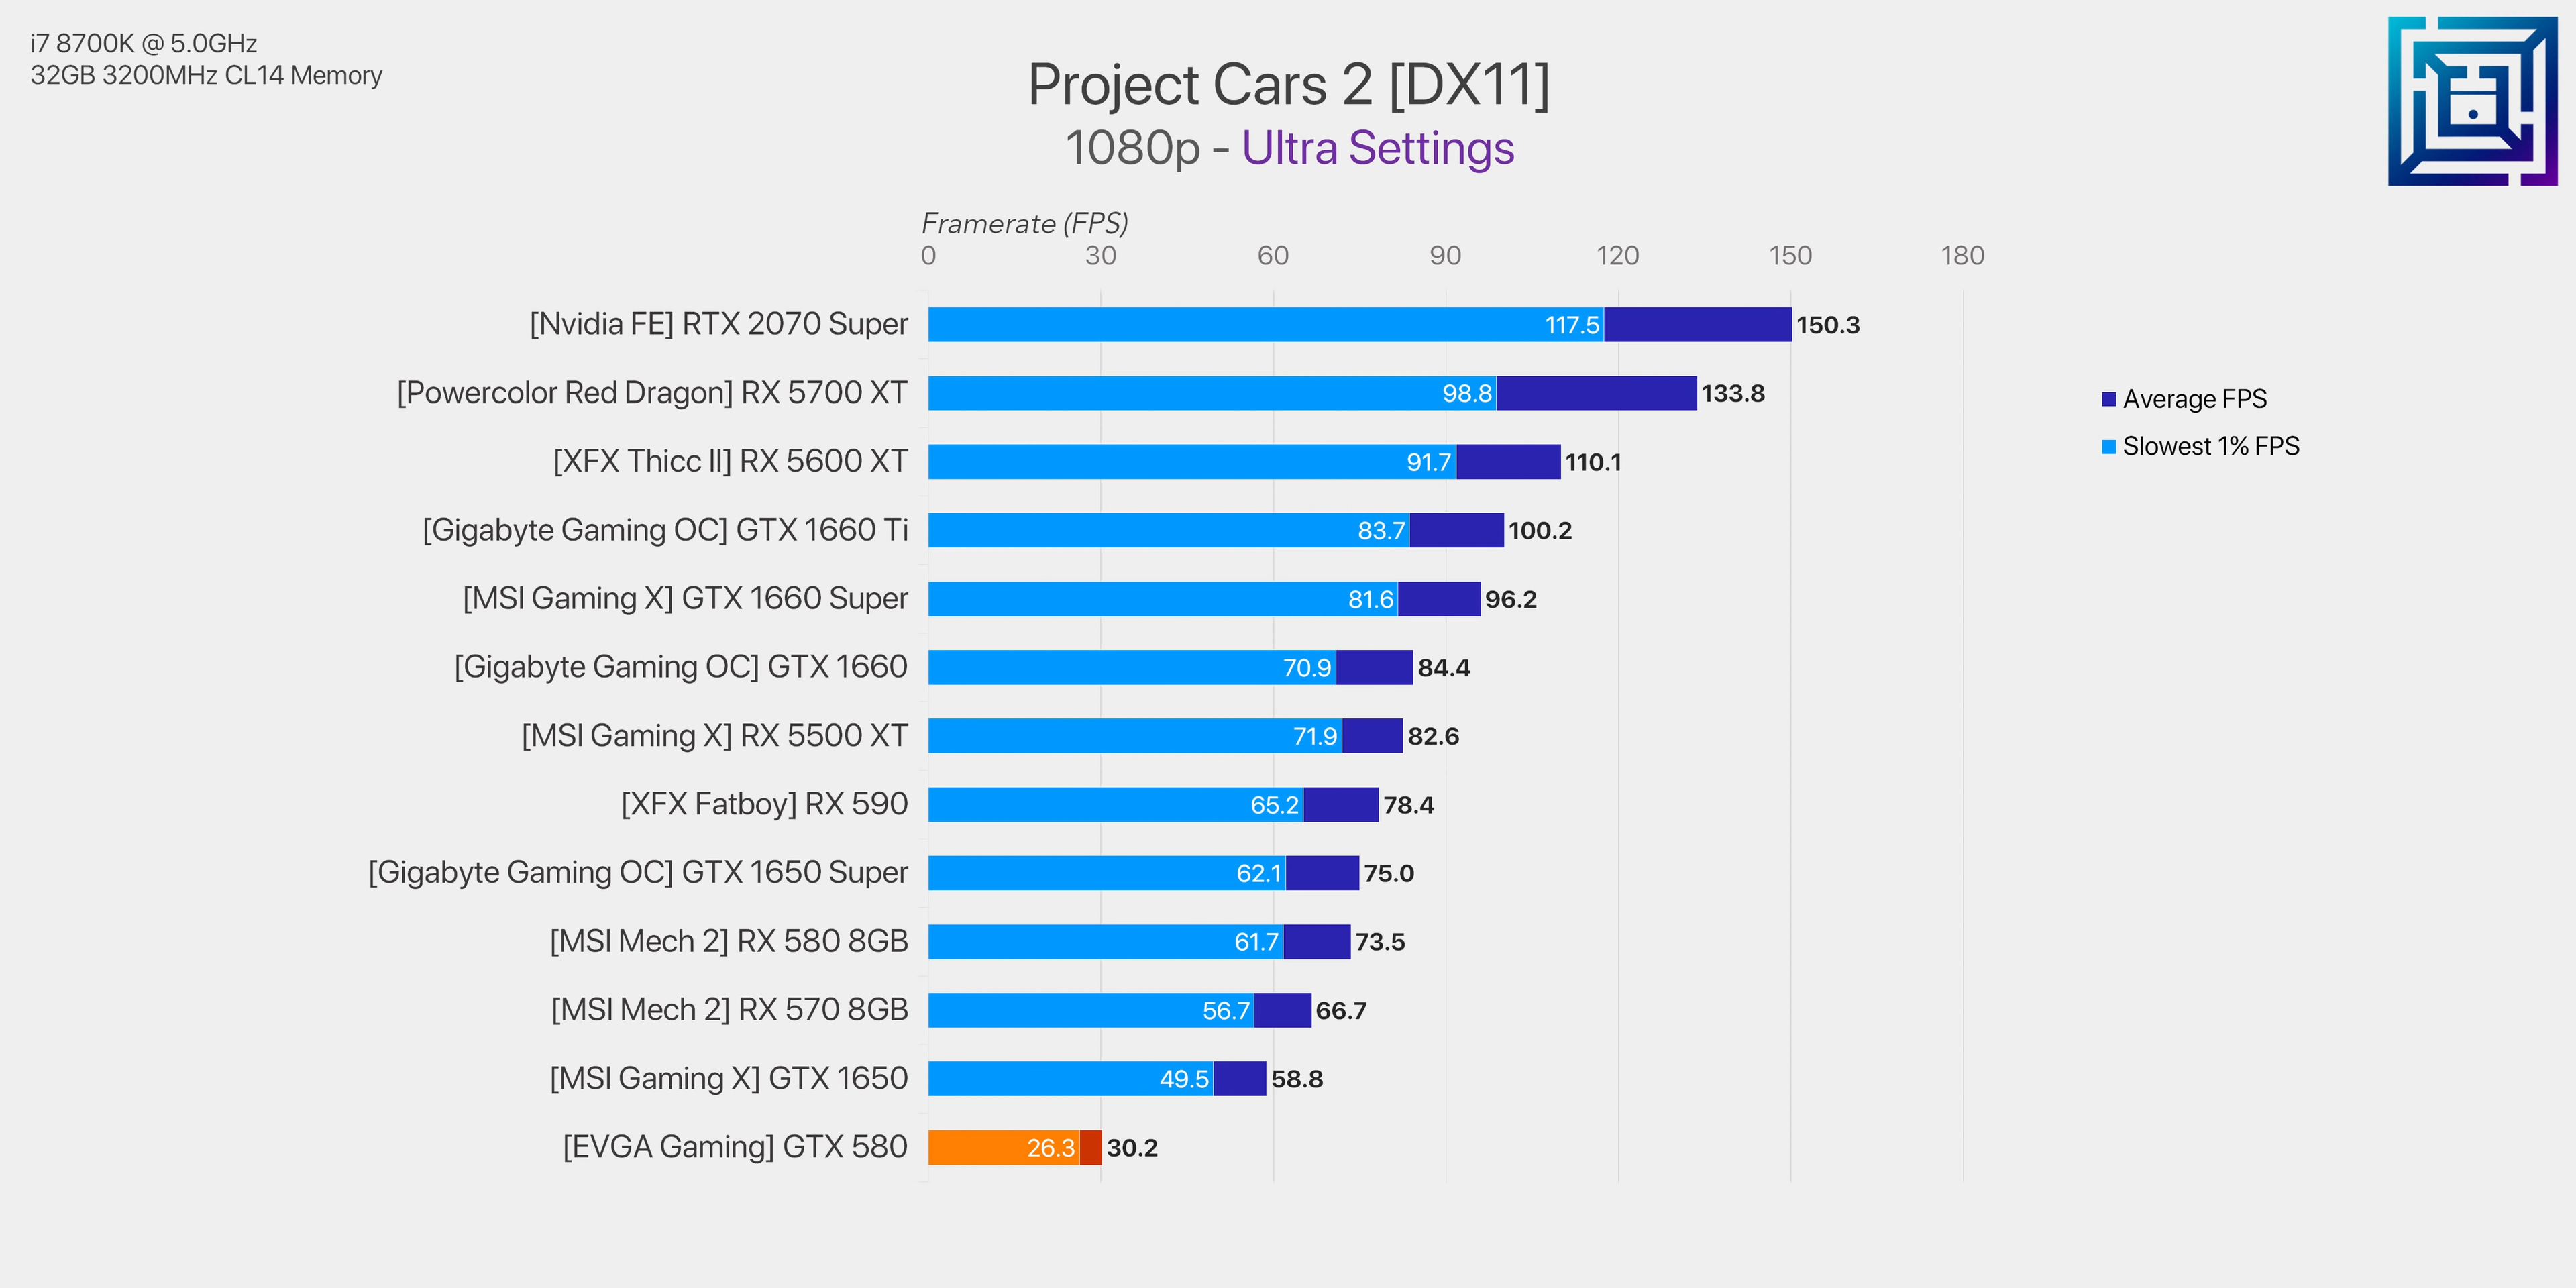 i7 8700K @ 5.0GHz
32GB 3200MHz CL14 Memory
Project Cars 2 [DX11]
1080p - Ultra Settings
Framerate (FPS)
0 30 60 90 120 150 180
[Nvidia FE] RTX 2070 Super 117.5 150.3
[Powercolor Red Dragon] RX 5700 XT 98.8 133.8
[XFX Thicc II] RX 5600 XT 91.7 110.1
[Gigabyte Gaming OC] GTX 1660 Ti 83.7 100.2
[MSI Gaming X] GTX 1660 Super 81.6 96.2
[Gigabyte Gaming OC] GTX 1660 70.9 84.4
[MSI Gaming X] RX 5500 XT 71.9 82.6
[XFX Fatboy] RX 590 65.2 78.4
[Gigabyte Gaming OC] GTX 1650 Super 62.1 75.0
[MSI Mech 2] RX 580 8GB 61.7 73.5
[MSI Mech 2] RX 570 8GB 56.7 66.7
[MSI Gaming X] GTX 1650 49.5 58.8
[EVGA Gaming] GTX 580 26.3 30.2
Average FPS
Slowest 1% FPS